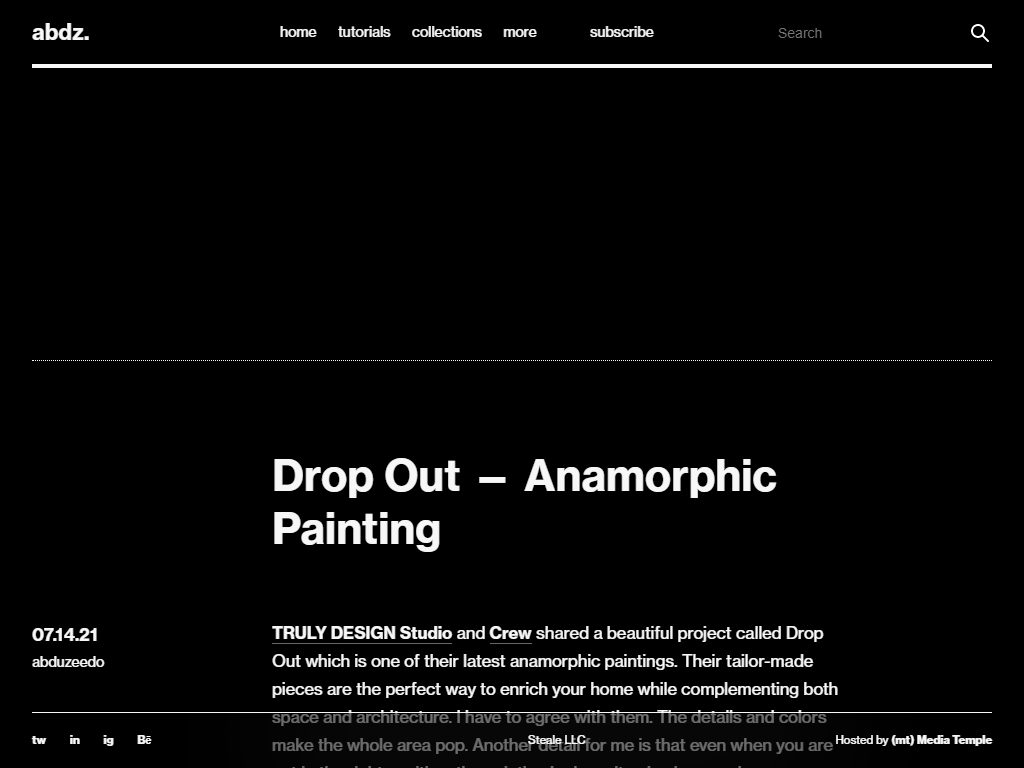 abdz.
home tutorials collections more subscribe Search
Drop Out — Anamorphic
Painting
07.14.21
abduzeedo
TRULY DESIGN Studio and Crew shared a beautiful project called Drop
Out which is one of their latest anamorphic paintings. Their tailor-made
pieces are the perfect way to enrich your home while complementing both
space and architecture. I have to agree with them. The details and colors
make the whole area pop. Another detail for me is that even when you are
tw in ig Bē
Steale LLC
Hosted by (mt) Media Temple